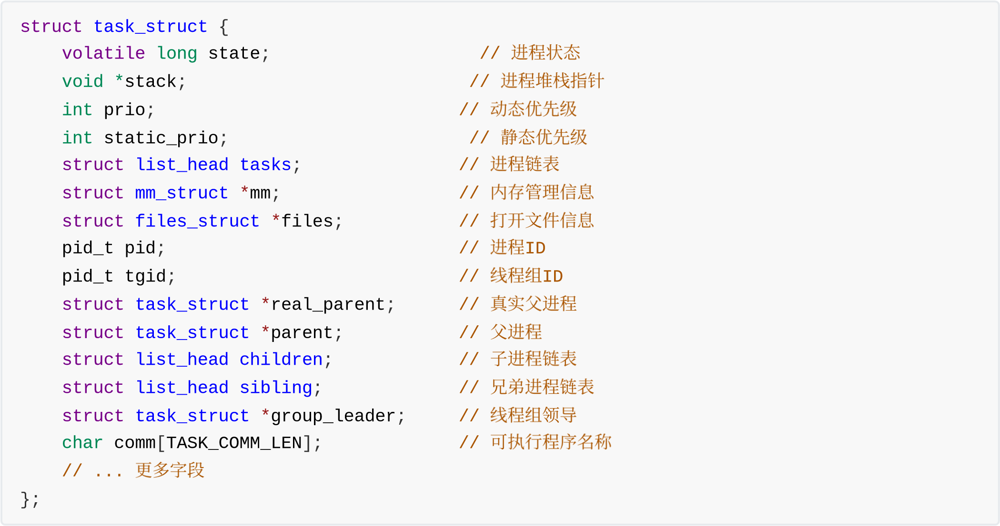 struct task_struct {
    volatile long state;                    // 进程状态
    void *stack;                           // 进程堆栈指针
    int prio;                             // 动态优先级
    int static_prio;                       // 静态优先级
    struct list_head tasks;               // 进程链表
    struct mm_struct *mm;                 // 内存管理信息
    struct files_struct *files;           // 打开文件信息
    pid_t pid;                            // 进程ID
    pid_t tgid;                           // 线程组ID
    struct task_struct *real_parent;      // 真实父进程
    struct task_struct *parent;           // 父进程
    struct list_head children;            // 子进程链表
    struct list_head sibling;             // 兄弟进程链表
    struct task_struct *group_leader;     // 线程组领导
    char comm[TASK_COMM_LEN];             // 可执行程序名称
    // ... 更多字段
};